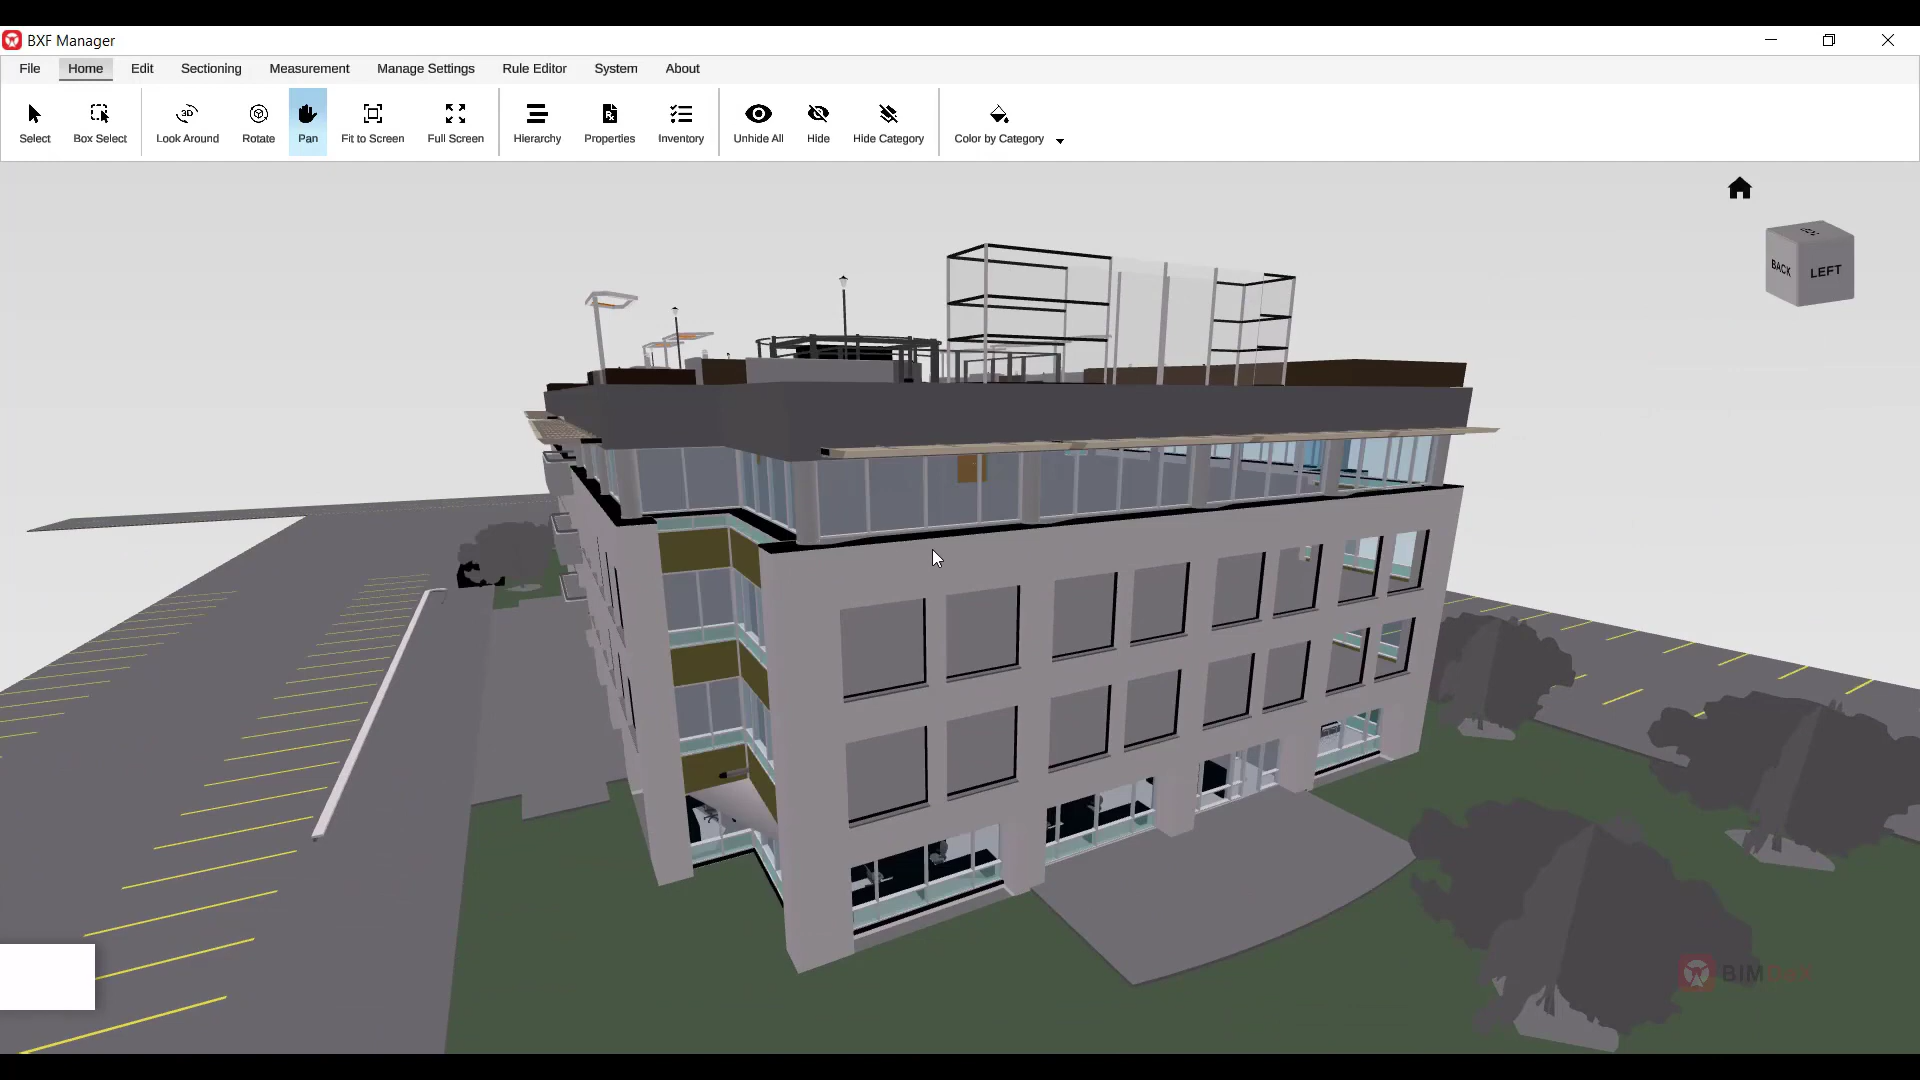 BXF Manager
File Home Edit Sectioning Measurement Manage Settings Rule Editor System About
3D
Select Box Select Look Around Rotate Pan Fit to Screen Full Screen Hierarchy Properties Inventory Unhide All Hide Hide Category Color by Category
BACK LEFT
BIM